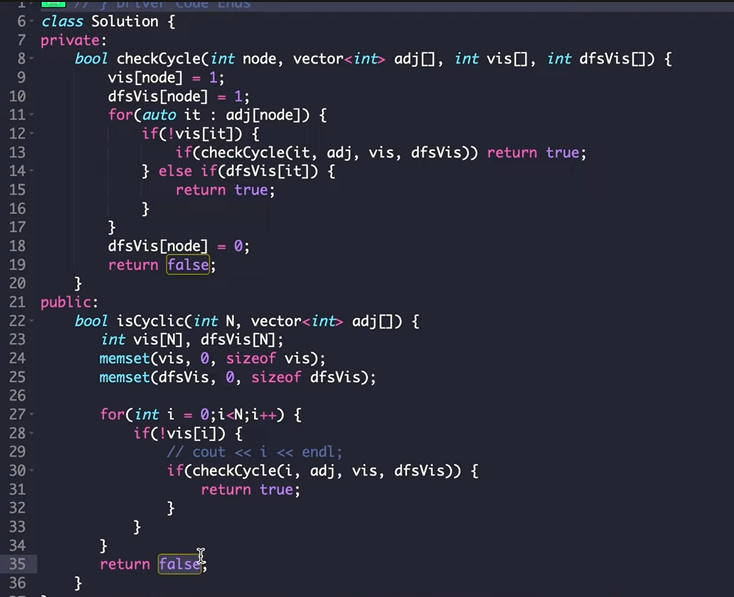 // } Driver Code Ends
6 class Solution {
7 private:
8 bool checkCycle(int node, vector<int> adj[], int vis[], int dfsVis[]) {
9 vis[node] = 1;
10 dfsVis[node] = 1;
11 for(auto it : adj[node]) {
12 if(!vis[it]) {
13 if(checkCycle(it, adj, vis, dfsVis)) return true;
14 } else if(dfsVis[it]) {
15 return true;
16 }
17 }
18 dfsVis[node] = 0;
19 return false;
20 }
21 public:
22 bool isCyclic(int N, vector<int> adj[]) {
23 int vis[N], dfsVis[N];
24 memset(vis, 0, sizeof vis);
25 memset(dfsVis, 0, sizeof dfsVis);
26
27 for(int i = 0;i<N;i++) {
28 if(!vis[i]) {
29 // cout << i << endl;
30 if(checkCycle(i, adj, vis, dfsVis)) {
31 return true;
32 }
33 }
34 }
35 return false;
36 }